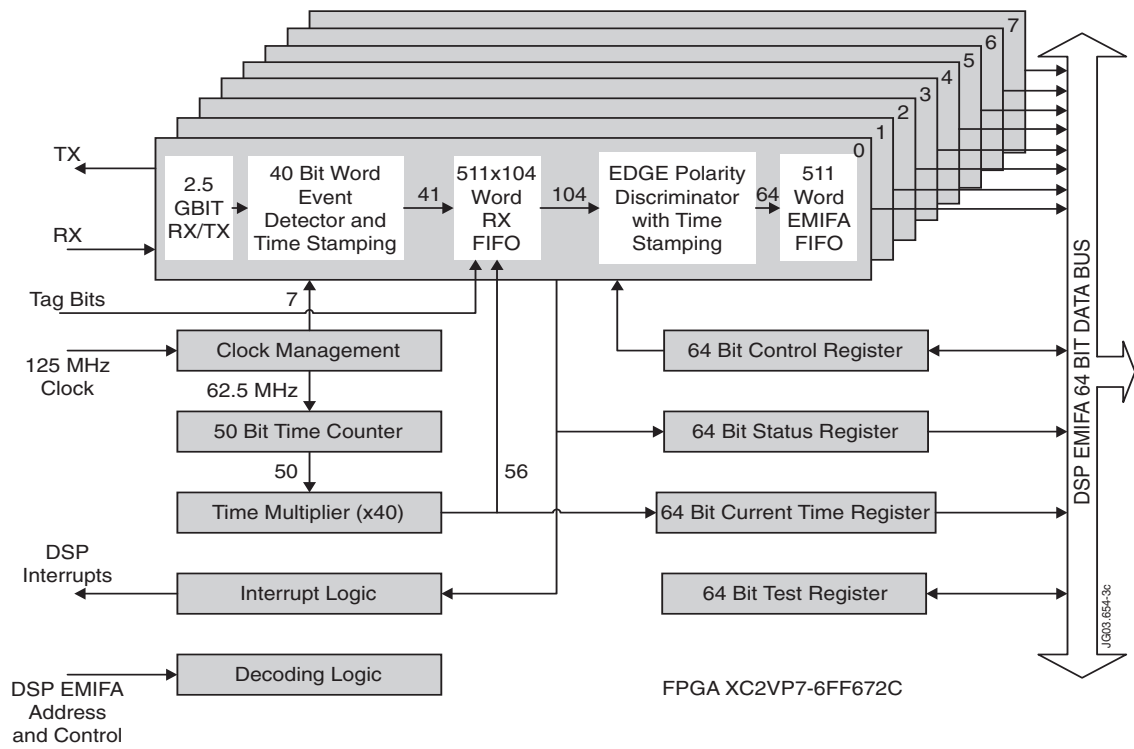 7
6
5
4
3
2
1
0
TX
RX
2.5
GBIT
RX/TX
40 Bit Word
Event
Detector and
Time Stamping
41
511x104
Word
RX
FIFO
104
EDGE Polarity
Discriminator
with Time
Stamping
64
511
Word
EMIFA
FIFO
Tag Bits
7
125 MHz
Clock
Clock Management
64 Bit Control Register
62.5 MHz
50 Bit Time Counter
64 Bit Status Register
50
56
Time Multiplier (x40)
64 Bit Current Time Register
DSP
Interrupts
Interrupt Logic
64 Bit Test Register
Decoding Logic
DSP EMIFA
Address
and Control
FPGA XC2VP7-6FF672C
DSP EMIFA 64 BIT DATA BUS
JG03.654-3c